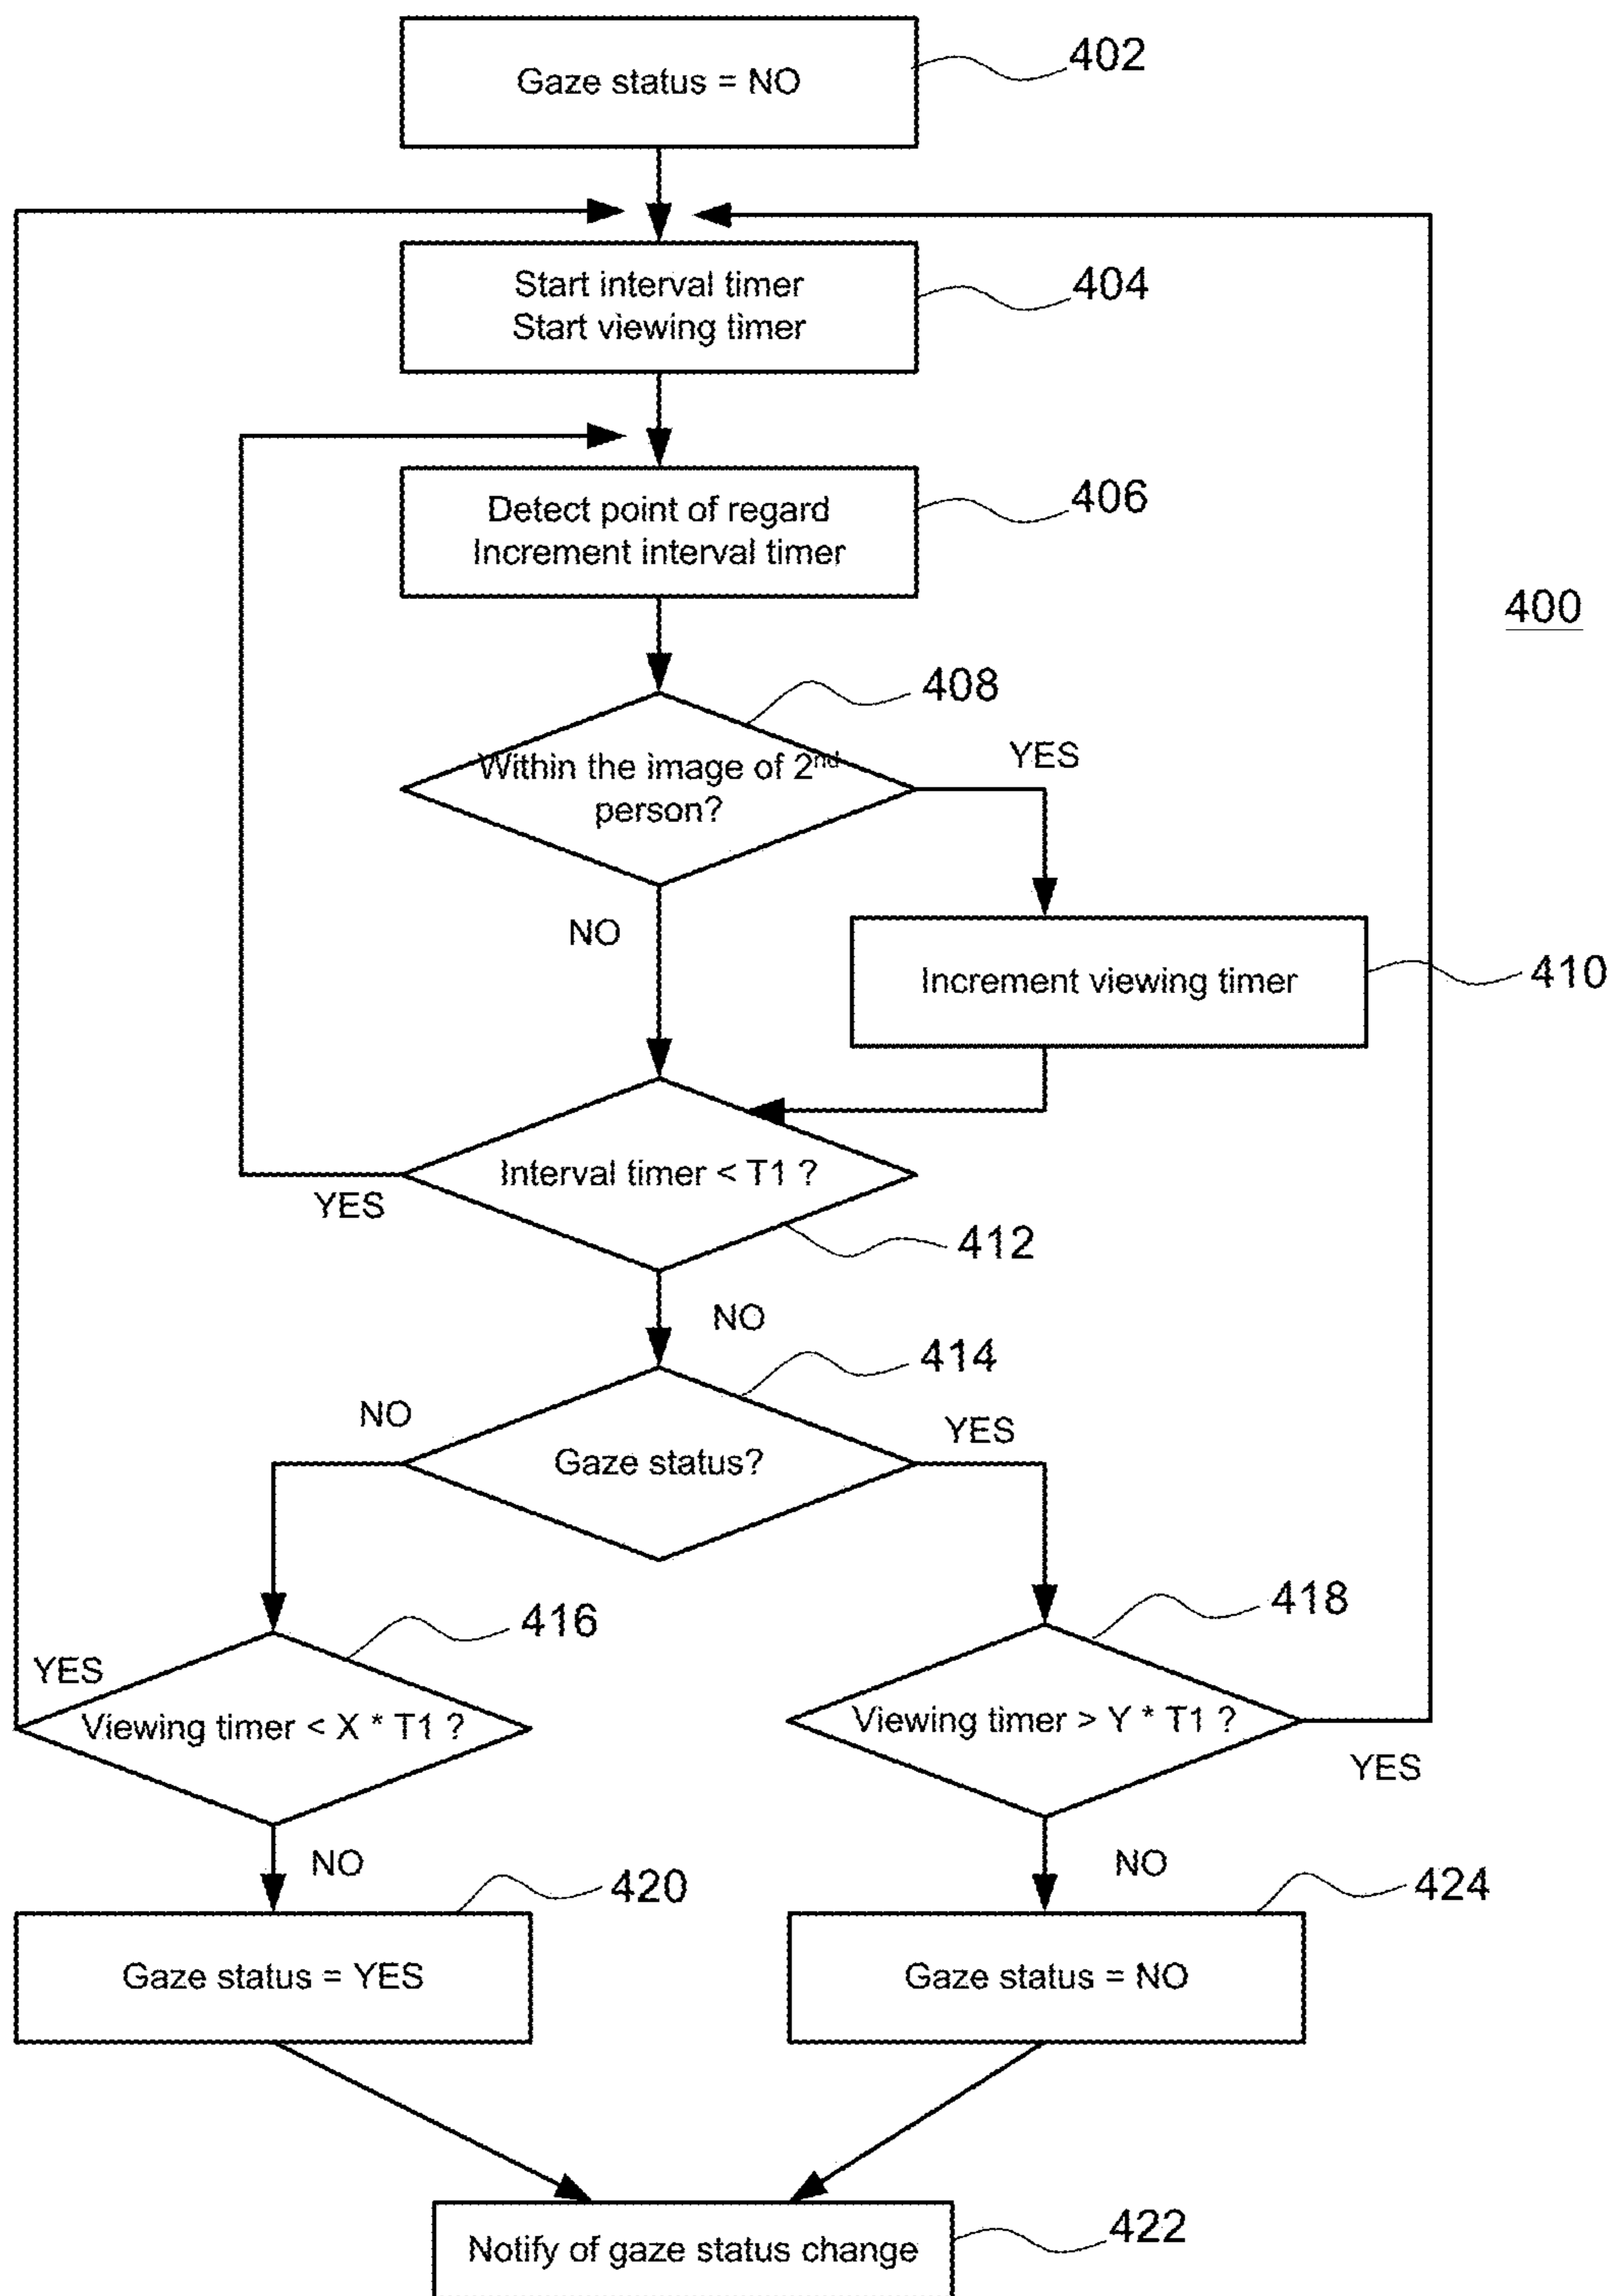 Gaze status = NO
402
Start interval timer
Start viewing timer
404
Detect point of regard
Increment interval timer
406
400
408
Within the image of 2nd
person?
YES
NO
Increment viewing timer
410
Interval timer < T1 ?
YES
412
NO
414
NO
YES
Gaze status?
416
418
YES
Viewing timer < X * T1 ?
Viewing timer > Y * T1 ?
YES
NO
NO
420
424
Gaze status = YES
Gaze status = NO
422
Notify of gaze status change